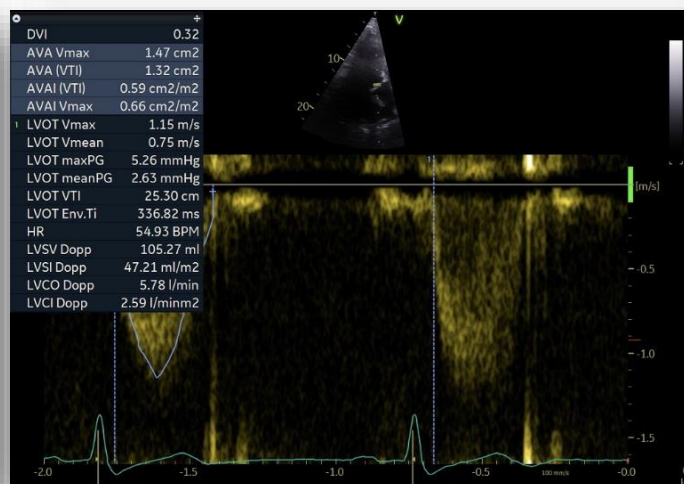 DVI 0.32
AVA Vmax 1.47 cm2
AVA (VTI) 1.32 cm2
AVAI (VTI) 0.59 cm2/m2
AVAI Vmax 0.66 cm2/m2
1 LVOT Vmax 1.15 m/s
LVOT Vmean 0.75 m/s
LVOT maxPG 5.26 mmHg
LVOT meanPG 2.63 mmHg
LVOT VTI 25.30 cm
LVOT Env.Ti 336.82 ms
HR 54.93 BPM
LVSV Dopp 105.27 ml
LVSI Dopp 47.21 ml/m2
LVCO Dopp 5.78 l/min
LVCI Dopp 2.59 l/minm2
V
10
20
1
[m/s]
-0.5
-1.0
-1.5
100 mm/s
-2.0 -1.5 -1.0 -0.5 -0.0